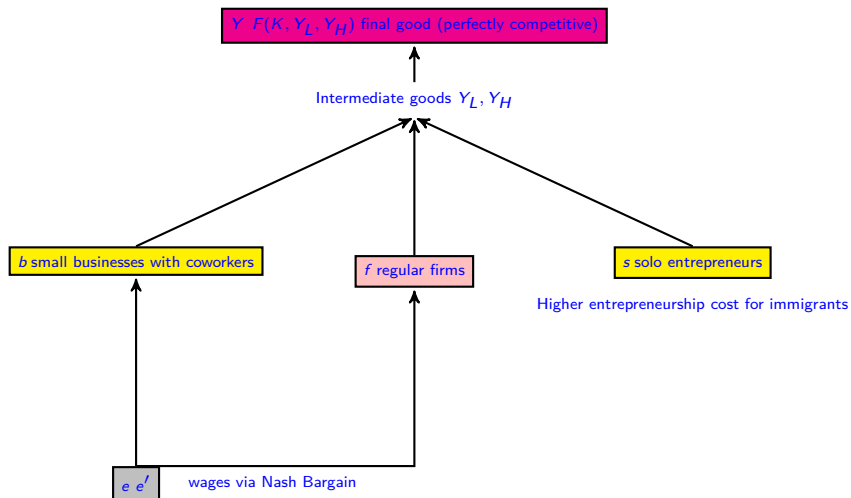 Y F(K, Y_L, Y_H) final good (perfectly competitive)
Intermediate goods Y_L, Y_H
b small businesses with coworkers
f regular firms
s solo entrepreneurs
Higher entrepreneurship cost for immigrants
e e′
wages via Nash Bargain